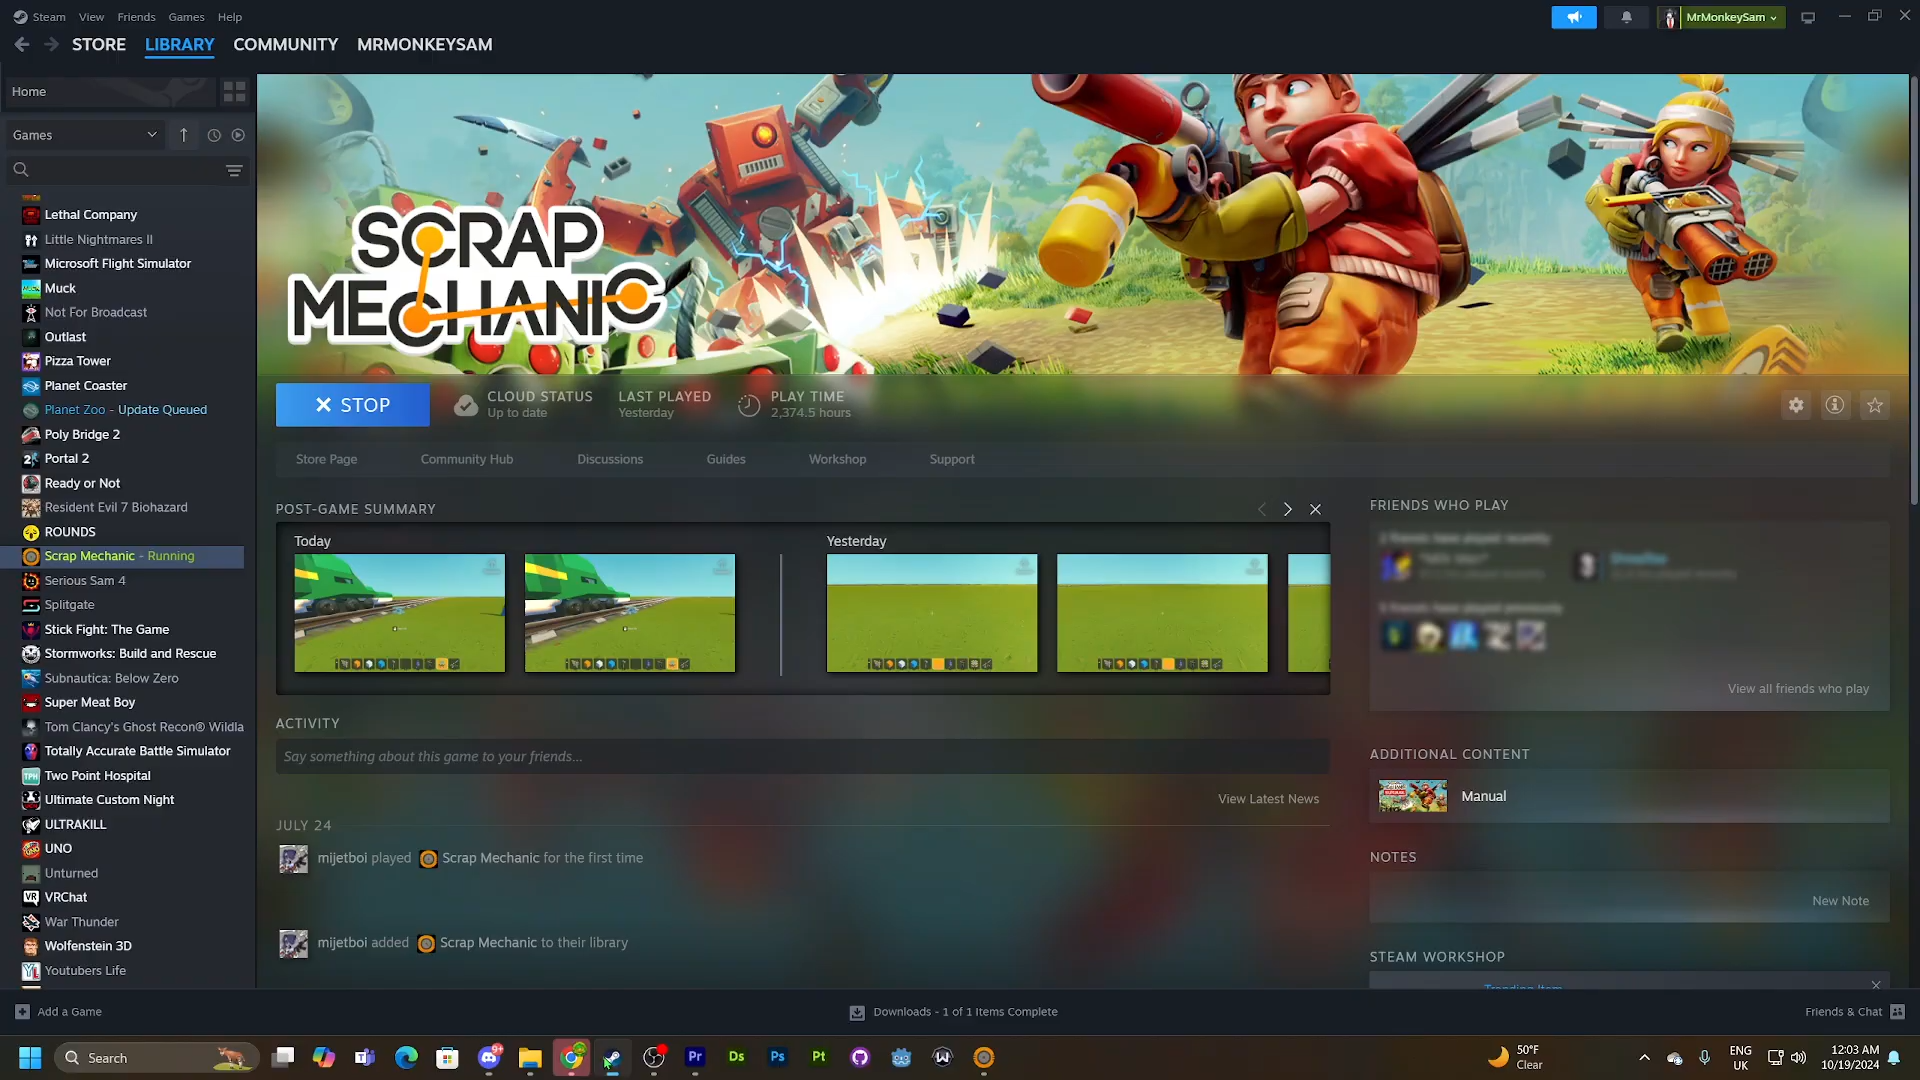 Steam View Friends Games Help
MrMonkeySam
STORE LIBRARY COMMUNITY MRMONKEYSAM
Home
Games
Lethal Company
Little Nightmares II
Microsoft Flight Simulator
Muck
Not For Broadcast
Outlast
Pizza Tower
Planet Coaster
Planet Zoo - Update Queued
Poly Bridge 2
Portal 2
Ready or Not
Resident Evil 7 Biohazard
ROUNDS
Scrap Mechanic - Running
Serious Sam 4
Splitgate
Stick Fight: The Game
Stormworks: Build and Rescue
Subnautica: Below Zero
Super Meat Boy
Tom Clancy's Ghost Recon® Wildla
Totally Accurate Battle Simulator
Two Point Hospital
Ultimate Custom Night
ULTRAKILL
UNO
Unturned
VRChat
War Thunder
Wolfenstein 3D
Youtubers Life
SCRAP
MECHANIC
STOP
CLOUD STATUS
Up to date
LAST PLAYED
Yesterday
PLAY TIME
2,374.5 hours
Store Page Community Hub Discussions Guides Workshop Support
POST-GAME SUMMARY
Today
Yesterday
ACTIVITY
Say something about this game to your friends...
View Latest News
JULY 24
mijetboi played Scrap Mechanic for the first time
mijetboi added Scrap Mechanic to their library
FRIENDS WHO PLAY
View all friends who play
ADDITIONAL CONTENT
Manual
NOTES
New Note
STEAM WORKSHOP
Trending Item
Add a Game
Downloads - 1 of 1 Items Complete
Friends & Chat
Search
Pr Ds Ps Pt
50°F
Clear
ENG
UK
12:03 AM
10/19/2024